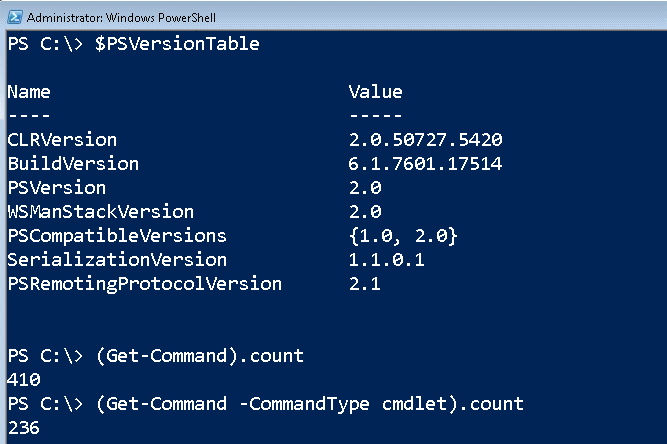 Administrator: Windows PowerShell
PS C:\> $PSVersionTable
Name                           Value
----                           -----
CLRVersion                     2.0.50727.5420
BuildVersion                   6.1.7601.17514
PSVersion                      2.0
WSManStackVersion              2.0
PSCompatibleVersions           {1.0, 2.0}
SerializationVersion           1.1.0.1
PSRemotingProtocolVersion      2.1
PS C:\> (Get-Command).count
410
PS C:\> (Get-Command -CommandType cmdlet).count
236